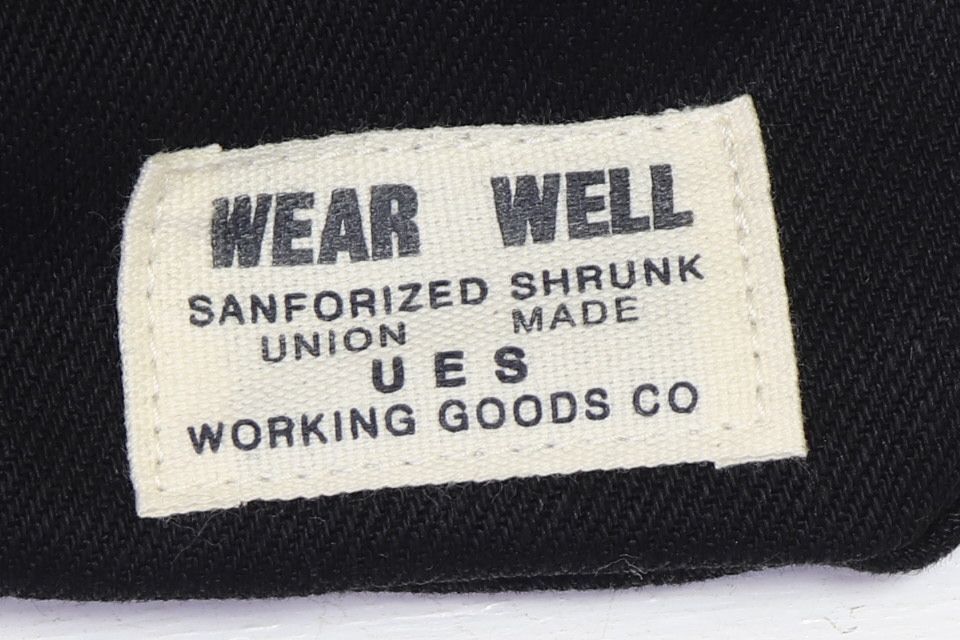 WEAR WELL
SANFORIZED SHRUNK
UNION MADE
UES
WORKING GOODS CO